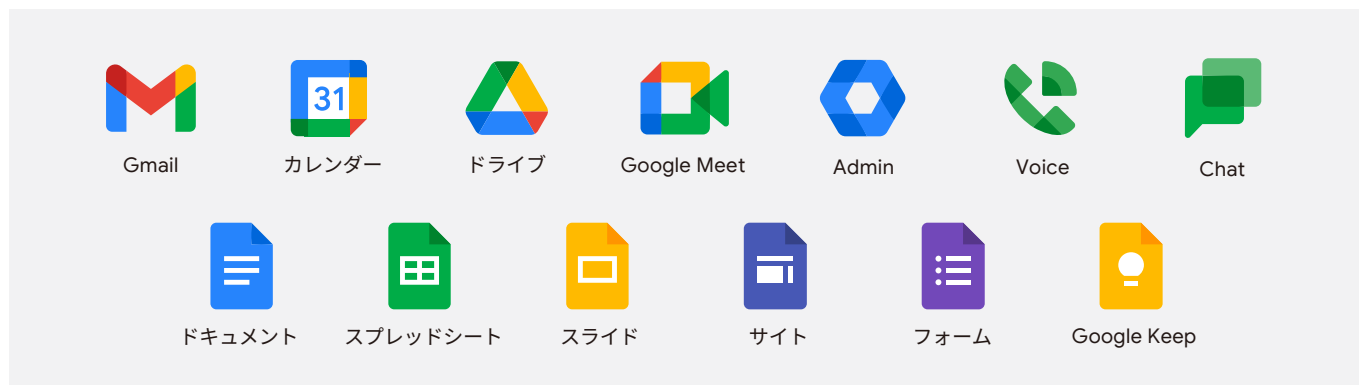 31
Gmail
カレンダー
ドライブ
Google Meet
Admin
Voice
Chat
ドキュメント
スプレッドシート
スライド
サイト
フォーム
Google Keep